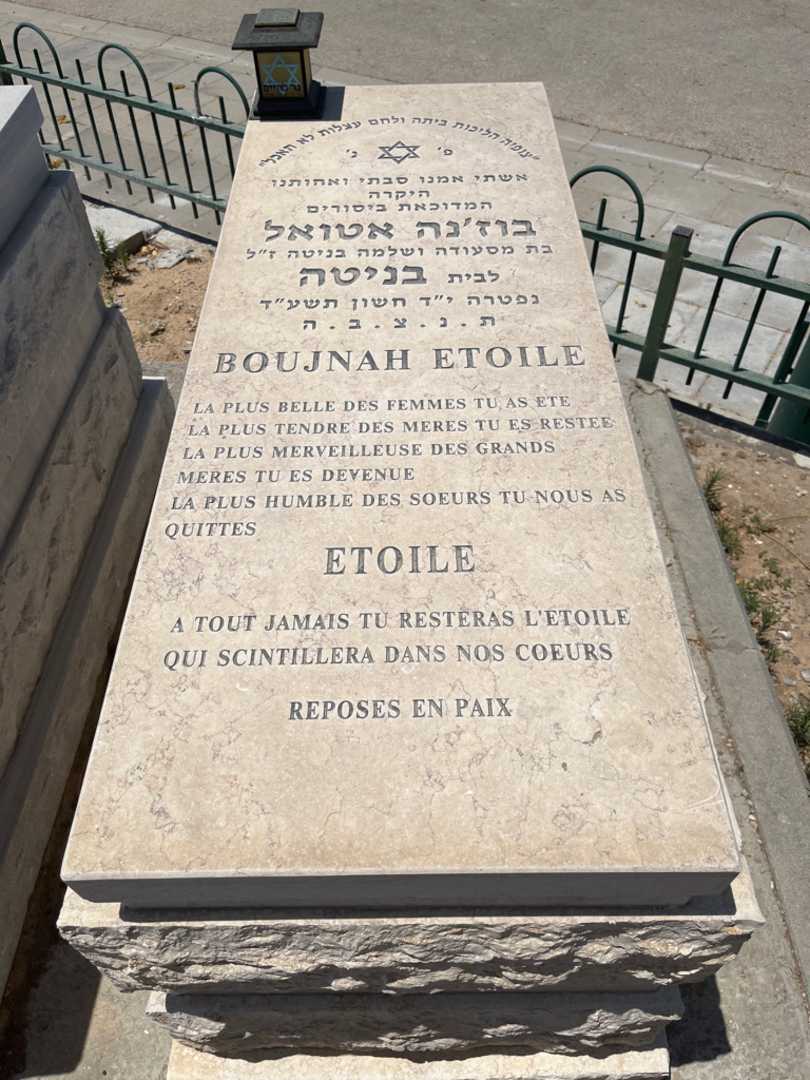 "צופיה הליכות ביתה ולחם עצלות לא תאכל"
פ' נ'
אשתי אמנו סבתי ואחותנו
היקרה
המדוכאת ביסורים
בוז'נה אטואל
בת מסעודה ושלמה בניטה ז"ל
לבית בניטה
נפטרה י"ד חשון תשע"ד
ת . נ . צ . ב . ה
BOUJNAH ETOILE
LA PLUS BELLE DES FEMMES TU AS ETE
LA PLUS TENDRE DES MERES TU ES RESTEE
LA PLUS MERVEILLEUSE DES GRANDS
MERES TU ES DEVENUE
LA PLUS HUMBLE DES SOEURS TU NOUS AS
QUITTES
ETOILE
A TOUT JAMAIS TU RESTERAS L'ETOILE
QUI SCINTILLERA DANS NOS COEURS
REPOSES EN PAIX